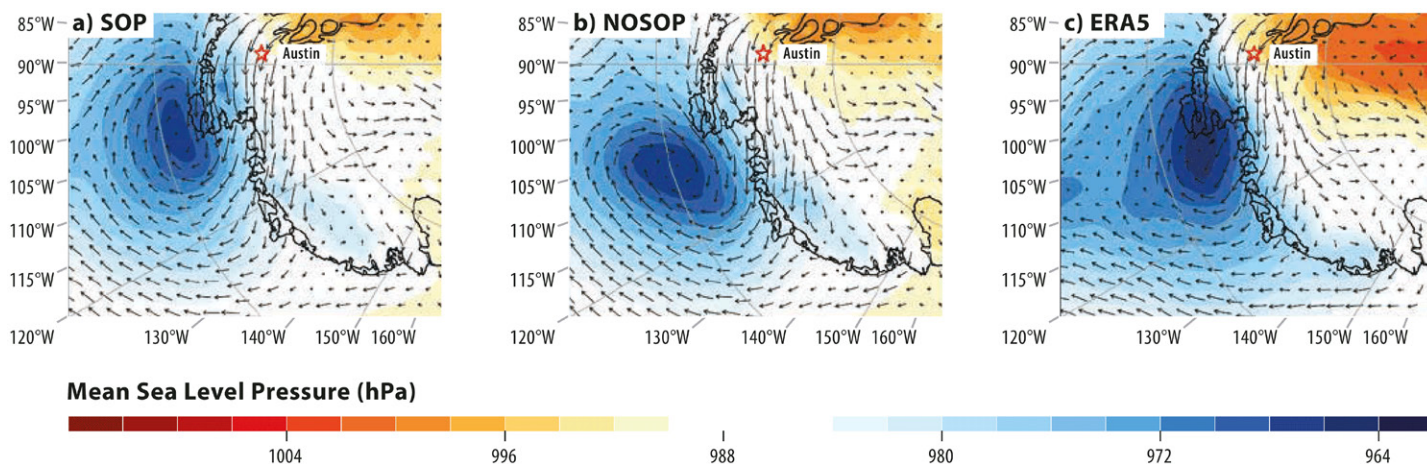 a) SOP
b) NOSOP
c) ERA5
85°W
90°W
95°W
100°W
105°W
110°W
115°W
120°W
130°W
140°W
150°W
160°W
Austin
85°W
90°W
95°W
100°W
105°W
110°W
115°W
120°W
130°W
140°W
150°W
160°W
Austin
85°W
90°W
95°W
100°W
105°W
110°W
115°W
120°W
130°W
140°W
150°W
160°W
Austin
Mean Sea Level Pressure (hPa)
1004
996
988
980
972
964